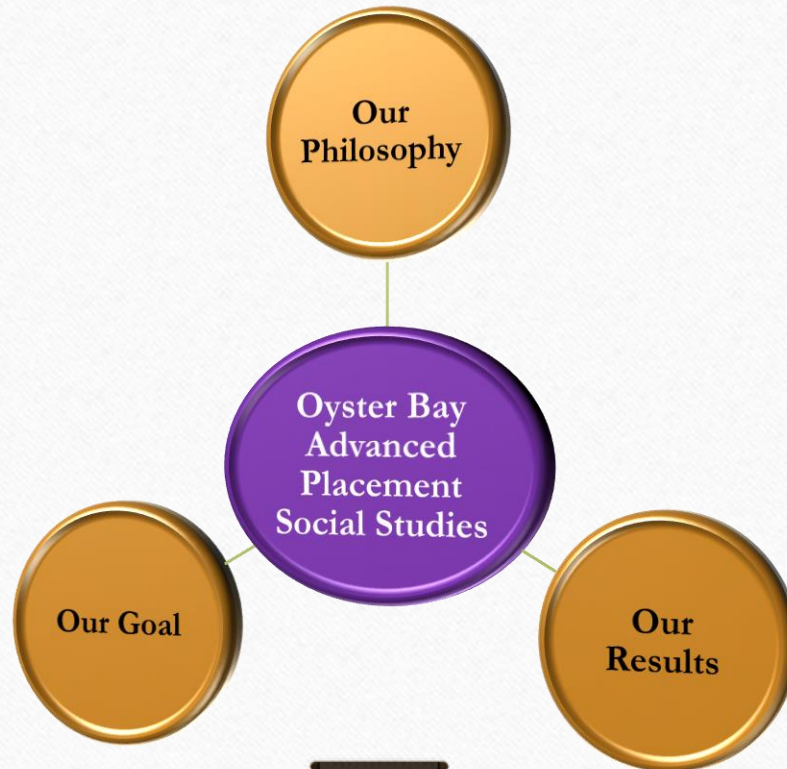 Our
Philosophy
Oyster Bay
Advanced
Placement
Social Studies
Our Goal
Our
Results